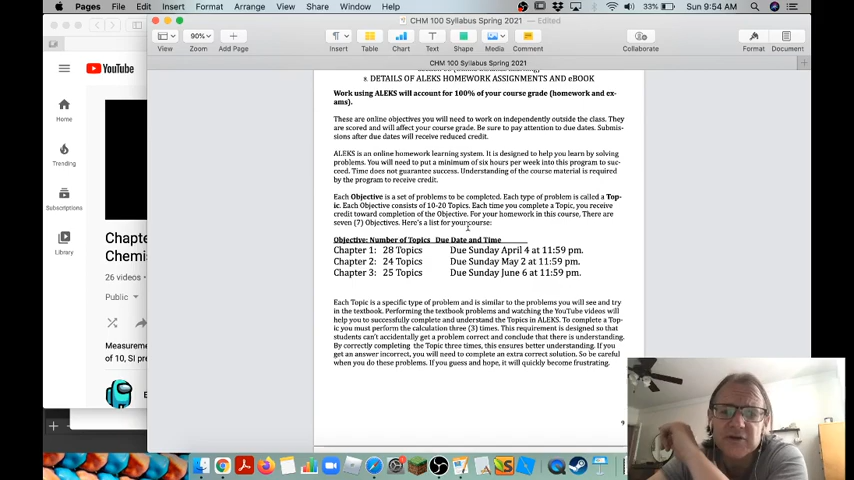 Pages File Edit Insert Format Arrange View Share Window Help 33% Sun 9:54 AM
CHM 100 Syllabus Spring 2021 — Edited
90%
View Zoom Add Page Insert Table Chart Text Shape Media Comment Collaborate Format Document
CHM 100 Syllabus Spring 2021
YouTube
Home
Trending
Subscriptions
Library
Chapte
Chemi
26 videos
Public
Measureme
of 10, SI pre
DETAILS OF ALEKS HOMEWORK ASSIGNMENTS AND eBOOK
Work using ALEKS will account for 100% of your course grade (homework and ex-
ams).
These are online objectives you will need to work on independently outside the class. They
are scored and will affect your course grade. Be sure to pay attention to due dates. Submis-
sions after due dates will receive reduced credit.
ALEKS is an online homework learning system. It is designed to help you learn by solving
problems. You will need to put a minimum of six hours per week into this program to suc-
ceed. Time does not guarantee success. Understanding of the course material is required
by the program to receive credit.
Each Objective is a set of problems to be completed. Each type of problem is called a Top-
ic. Each Objective consists of 10-20 Topics. Each time you complete a Topic, you receive
credit toward completion of the Objective. For your homework in this course, There are
seven (7) Objectives. Here's a list for your course:
Objective: Number of Topics Due Date and Time
Chapter 1: 28 Topics Due Sunday April 4 at 11:59 pm.
Chapter 2: 24 Topics Due Sunday May 2 at 11:59 pm.
Chapter 3: 25 Topics Due Sunday June 6 at 11:59 pm.
Each Topic is a specific type of problem and is similar to the problems you will see and try
in the textbook. Performing the textbook problems and watching the YouTube videos will
help you to successfully complete and understand the Topics in ALEKS. To complete a Top-
ic you must perform the calculation three (3) times. This requirement is designed so that
students can't accidentally get a problem correct and conclude that there is understanding.
By correctly completing the Topic three times, this ensures better understanding. If you
get an answer incorrect, you will need to complete an extra correct solution. So be careful
when you do these problems. If you guess and hope, it will quickly become frustrating.
9